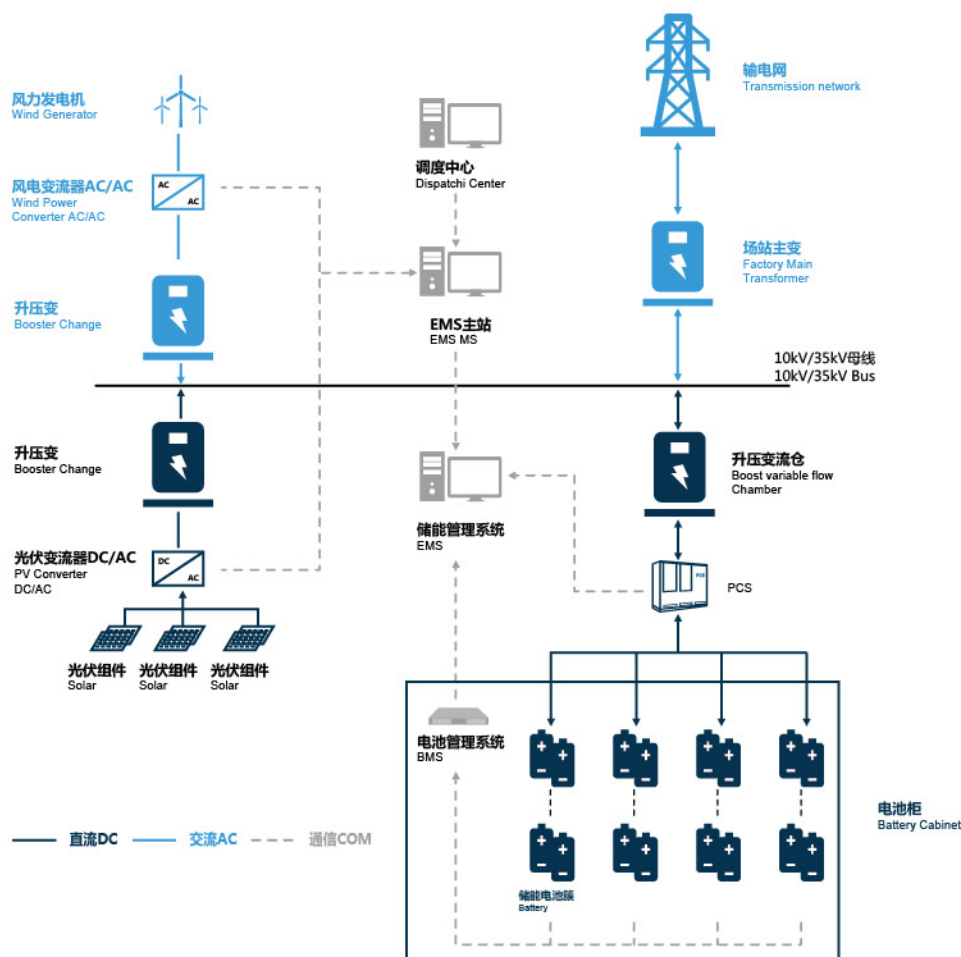 风力发电机
Wind Generator
输电网
Transmission network
调度中心
Dispatchi Center
风电变流器AC/AC
Wind Power
Converter AC/AC
AC
AC
场站主变
Factory Main
Transformer
升压变
Booster Change
EMS主站
EMS MS
10kV/35kV母线
10kV/35kV Bus
升压变
Booster Change
升压变流仓
Boost variable flow
Chamber
储能管理系统
EMS
光伏变流器DC/AC
PV Converter
DC/AC
DC
AC
PCS
PCS
光伏组件
Solar
光伏组件
Solar
光伏组件
Solar
电池管理系统
BMS
电池柜
Battery Cabinet
直流DC
交流AC
通信COM
储能电池簇
Battery